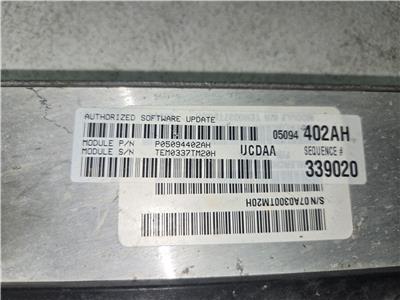 AUTHORIZED SOFTWARE UPDATE
05094 402AH
MODULE P/N P05094402AH UCDAA SEQUENCE #
MODULE S/N TEM0337TM20H 339020
S/N 07A0300TM20H